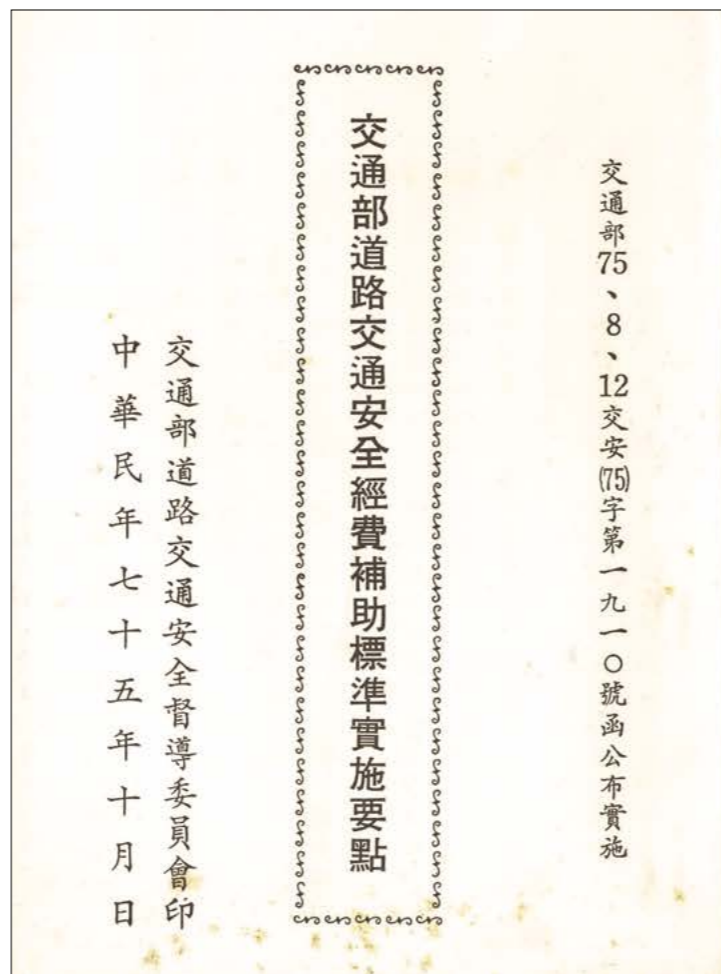 交通部75、8、12交安(75)字第一九一〇號函公布實施
交通部道路交通安全經費補助標準實施要點
交通部道路交通安全督導委員會印
中華民年七十五年十月日